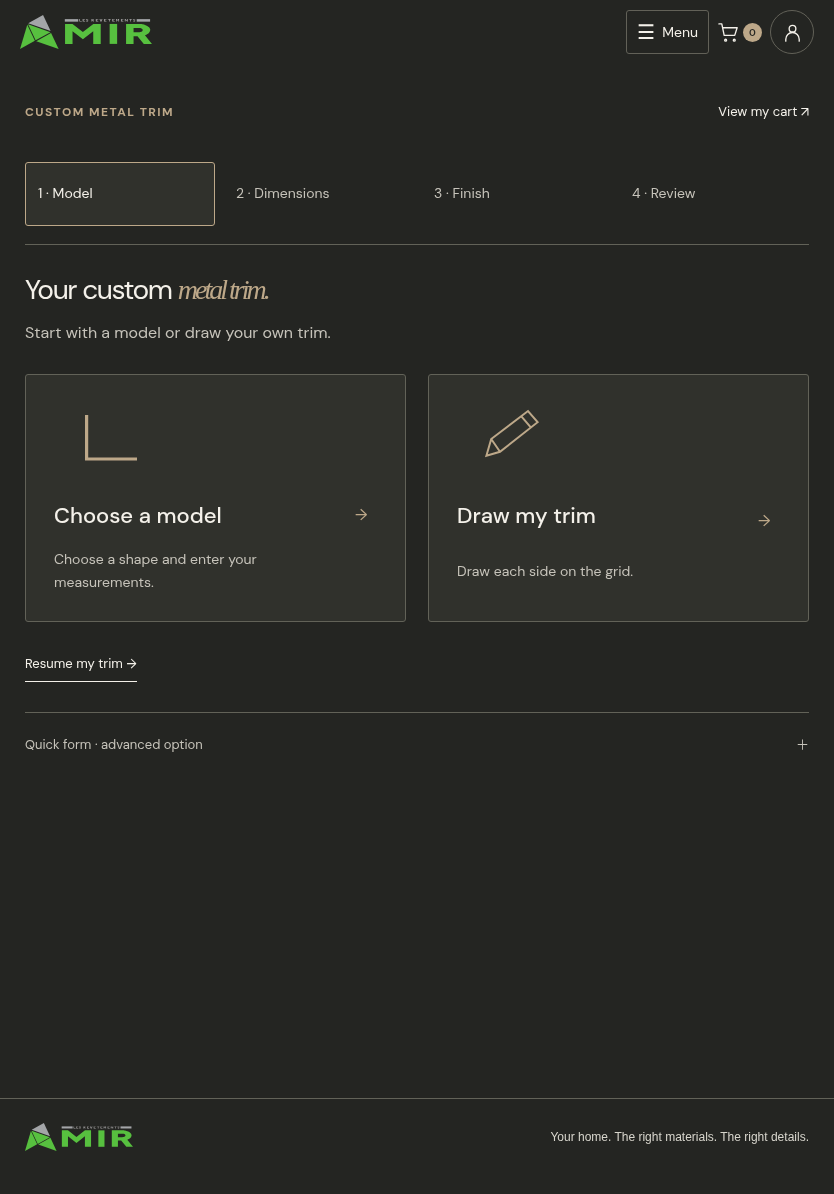 LES REVÊTEMENTS
MIR
Menu
0
CUSTOM METAL TRIM
View my cart ↗
1 · Model
2 · Dimensions
3 · Finish
4 · Review
Your custom metal trim.
Start with a model or draw your own trim.
Choose a model →
Choose a shape and enter your
measurements.
Draw my trim →
Draw each side on the grid.
Resume my trim →
Quick form · advanced option +
LES REVÊTEMENTS
MIR
Your home. The right materials. The right details.